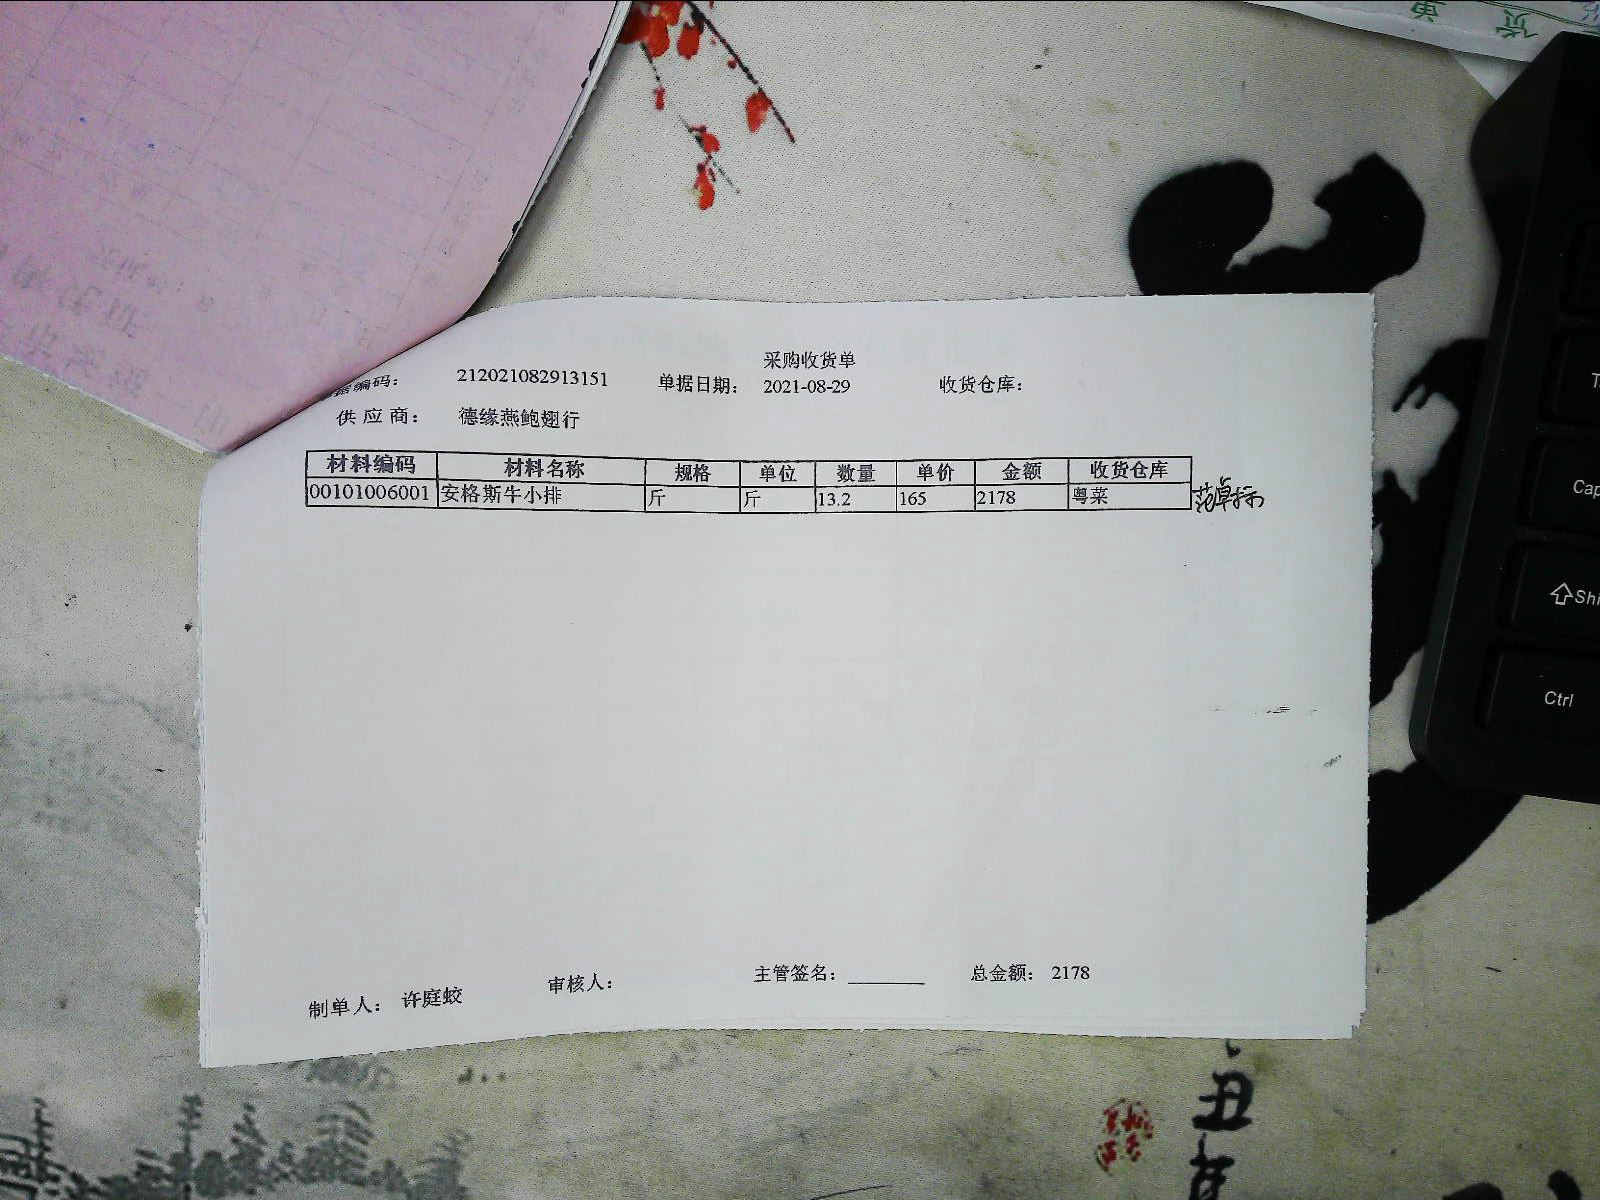 采购收货单
据编码： 212021082913151 单据日期： 2021-08-29 收货仓库：
供应商： 德缘燕鲍翅行
材料编码 材料名称 规格 单位 数量 单价 金额 收货仓库
00101006001 安格斯牛小排 斤 斤 13.2 165 2178 粤菜
制单人： 许庭蛟 审核人： 主管签名： 总金额： 2178
Shi
Ctrl
丑